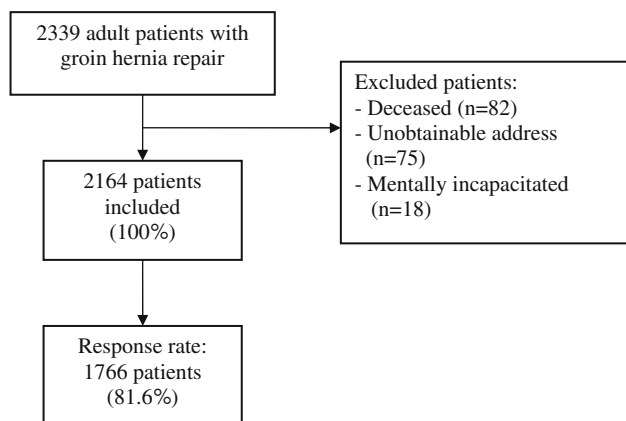 2339 adult patients with
groin hernia repair
Excluded patients:
- Deceased (n=82)
- Unobtainable address
(n=75)
- Mentally incapacitated
(n=18)
2164 patients
included
(100%)
Response rate:
1766 patients
(81.6%)